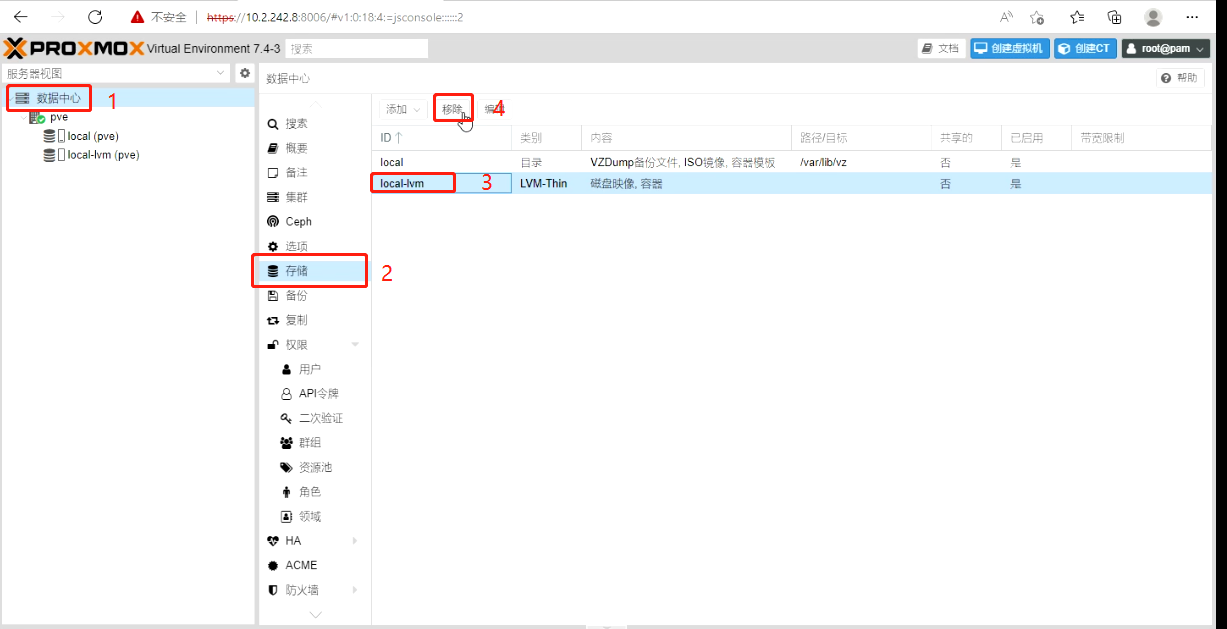 不安全 https://10.2.242.8:8006/#v1:0:18:4:=jsconsole::::::2
PROXMOX Virtual Environment 7.4-3 搜索 文档 创建虚拟机 创建CT root@pam
服务器视图
数据中心 1
pve
local (pve)
local-lvm (pve)
数据中心 帮助
搜索
概要
备注
集群
Ceph
选项
存储 2
备份
复制
权限
用户
API令牌
二次验证
群组
资源池
角色
领域
HA
ACME
防火墙
添加 移除 编辑 4
ID 类别 内容 路径/目标 共享的 已启用 带宽限制
local 目录 VZDump备份文件, ISO镜像, 容器模板 /var/lib/vz 否 是
local-lvm 3 LVM-Thin 磁盘映像, 容器 否 是